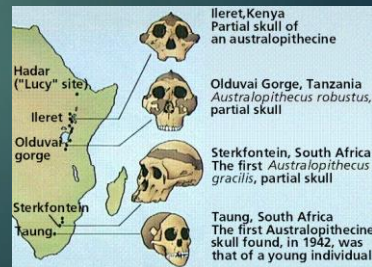 Ileret,Kenya
Partial skull of
an australopithecine
Hadar
("Lucy" site)
Olduvai Gorge, Tanzania
Australopithecus robustus,
partial skull
Ileret
Olduvai
gorge
Sterkfontein, South Africa
The first Australopithecus
gracilis, partial skull
Sterkfontein
Taung
Taung, South Africa
The first Australopithecine
skull found, in 1942, was
that of a young individual